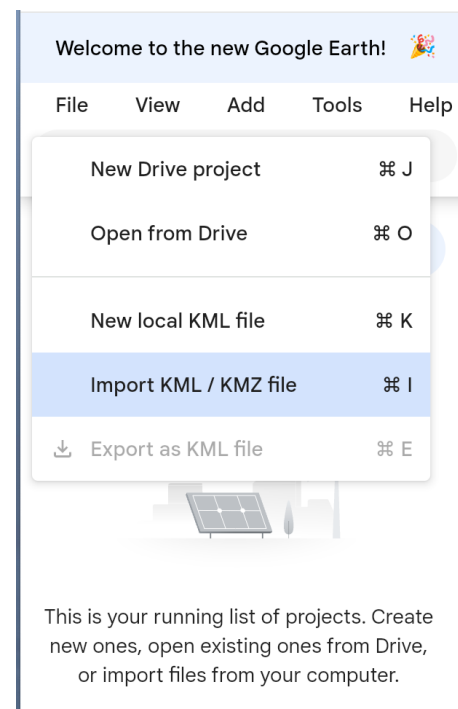 Welcome to the new Google Earth! 🎉
File View Add Tools Help
New Drive project ⌘ J
Open from Drive ⌘ O
New local KML file ⌘ K
Import KML / KMZ file ⌘ I
Export as KML file ⌘ E
This is your running list of projects. Create
new ones, open existing ones from Drive,
or import files from your computer.